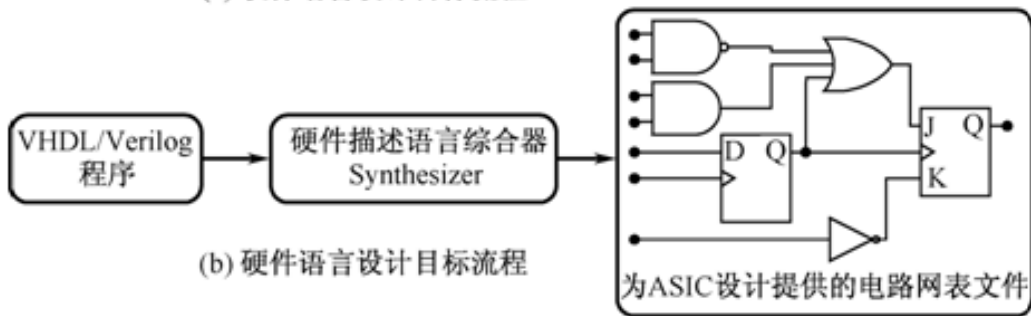 VHDL/Verilog
程序
硬件描述语言综合器
Synthesizer
D Q
J Q
K
(b) 硬件语言设计目标流程
为ASIC设计提供的电路网表文件